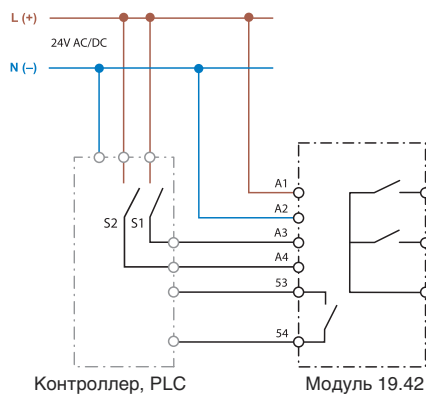 L (+)
24V AC/DC
N (–)
A1
A2
S2
S1
A3
A4
53
54
Контроллер, PLC
Модуль 19.42